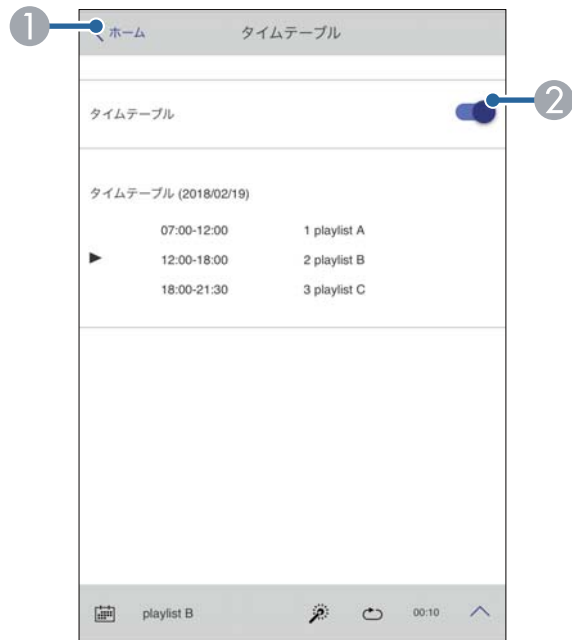 1
ホーム タイムテーブル
タイムテーブル
2
タイムテーブル (2018/02/19)
07:00-12:00 1 playlist A
12:00-18:00 2 playlist B
18:00-21:30 3 playlist C
playlist B 00:10